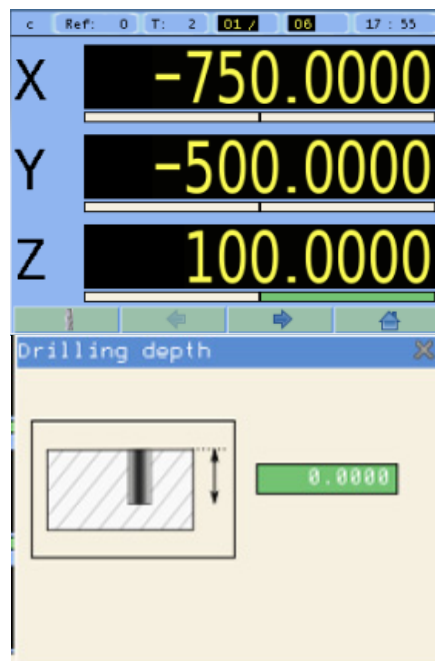 c Ref: 0 T: 2 01 / 06 17 : 55
X -750.0000
Y -500.0000
Z 100.0000
Drilling depth
0.0000